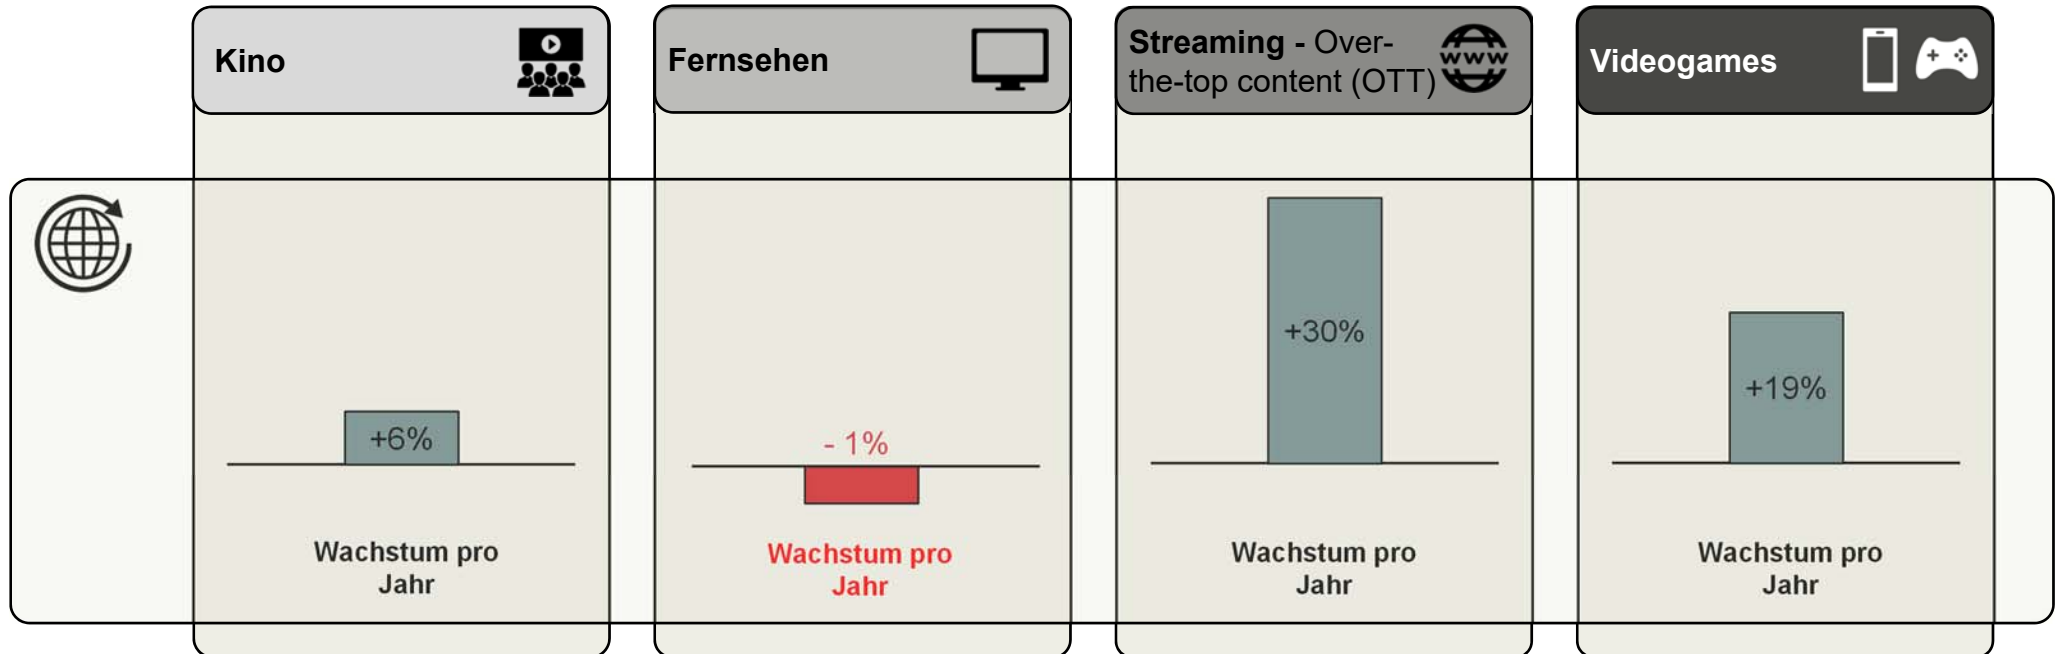 Kino
Fernsehen
Streaming - Over-
the-top content (OTT)
www
Videogames
+6%
Wachstum pro
Jahr
- 1%
Wachstum pro
Jahr
+30%
Wachstum pro
Jahr
+19%
Wachstum pro
Jahr